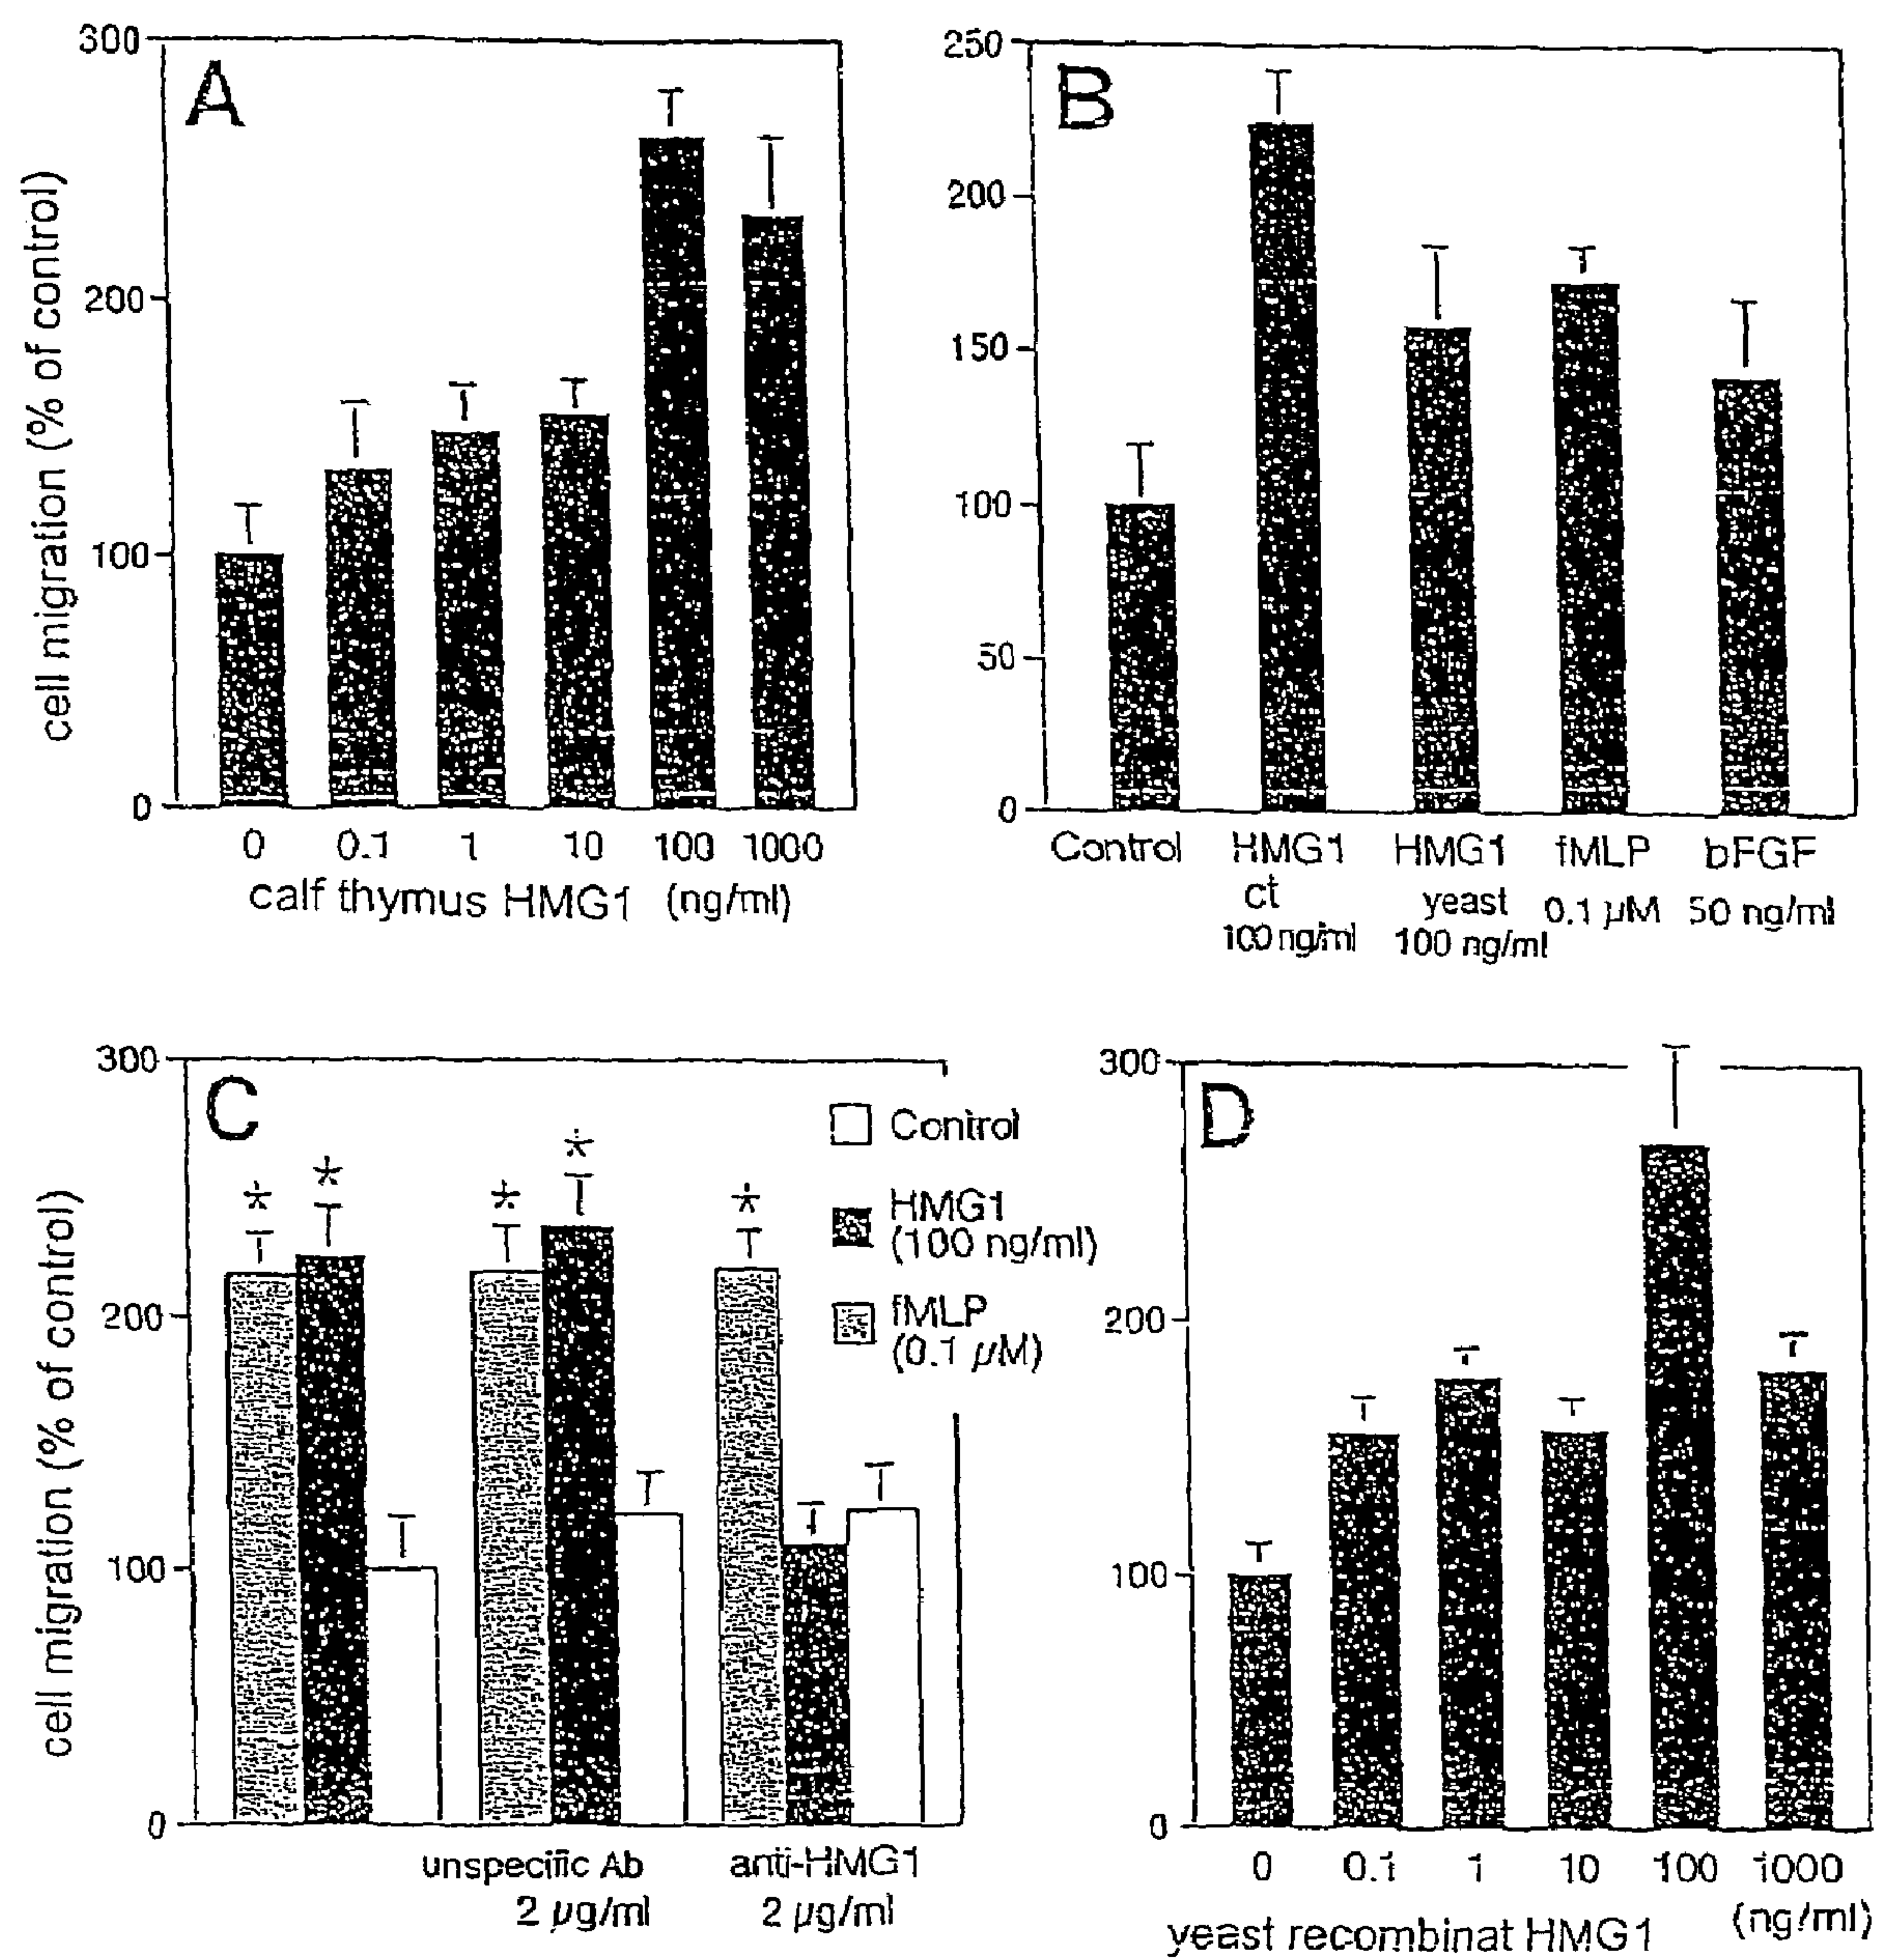 A
cell migration (% of control)
300
200
100
0
0 0.1 1 10 100 1000
calf thymus HMG1 (ng/ml)
B
250
200
150
100
50
0
Control
HMG1
ct
100 ng/ml
HMG1
yeast
100 ng/ml
fMLP
0.1 µM
bFGF
50 ng/ml
C
cell migration (% of control)
300
200
100
0
* * * * *
Control
HMG1
(100 ng/ml)
fMLP
(0.1 µM)
unspecific Ab
2 µg/ml
anti-HMG1
2 µg/ml
D
300
200
100
0
0 0.1 1 10 100 1000
yeast recombinat HMG1 (ng/ml)